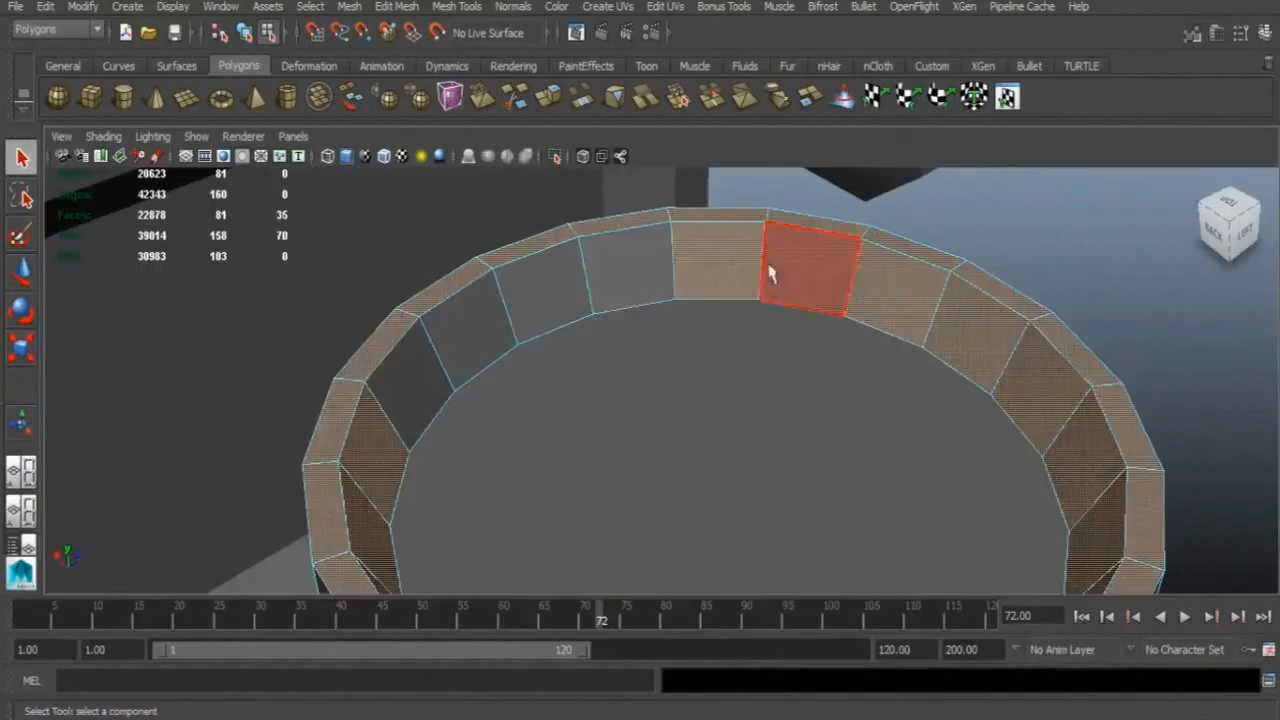 File Edit Modify Create Display Window Assets Select Mesh Edit Mesh Mesh Tools Normals Color Create UVs Edit UVs Bonus Tools Muscle Bifrost Bullet OpenFlight XGen Pipeline Cache Help
Polygons No Live Surface
General Curves Surfaces Polygons Deformation Animation Dynamics Rendering PaintEffects Toon Muscle Fluids Fur nHair nCloth Custom XGen Bullet TURTLE
View Shading Lighting Show Renderer Panels
20623 81 0
42343 160 0
Faces: 22878 81 35
39014 158 70
30983 103 0
TOP
BACK LEFT
5 10 15 20 25 30 35 40 45 50 55 60 65 70 75 80 85 90 95 100 105 110 115 72.00
72
1.00 1.00 1 120 120.00 200.00 No Anim Layer No Character Set
MEL
Select Tool: select a component